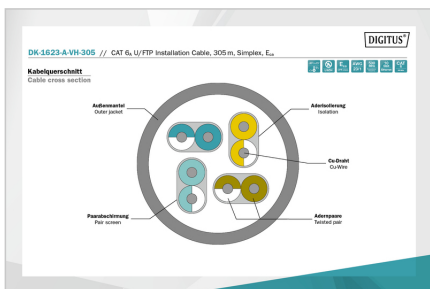 DIGITUS®
DK-1623-A-VH-305 // CAT 6A U/FTP Installation Cable, 305 m, Simplex, Eca
Kabelquerschnitt
Cable cross section
Außenmantel
Outer jacket
Aderisolierung
Isolation
Cu-Draht
Cu-Wire
Paarabschirmung
Pair screen
Adernpaare
Twisted pair